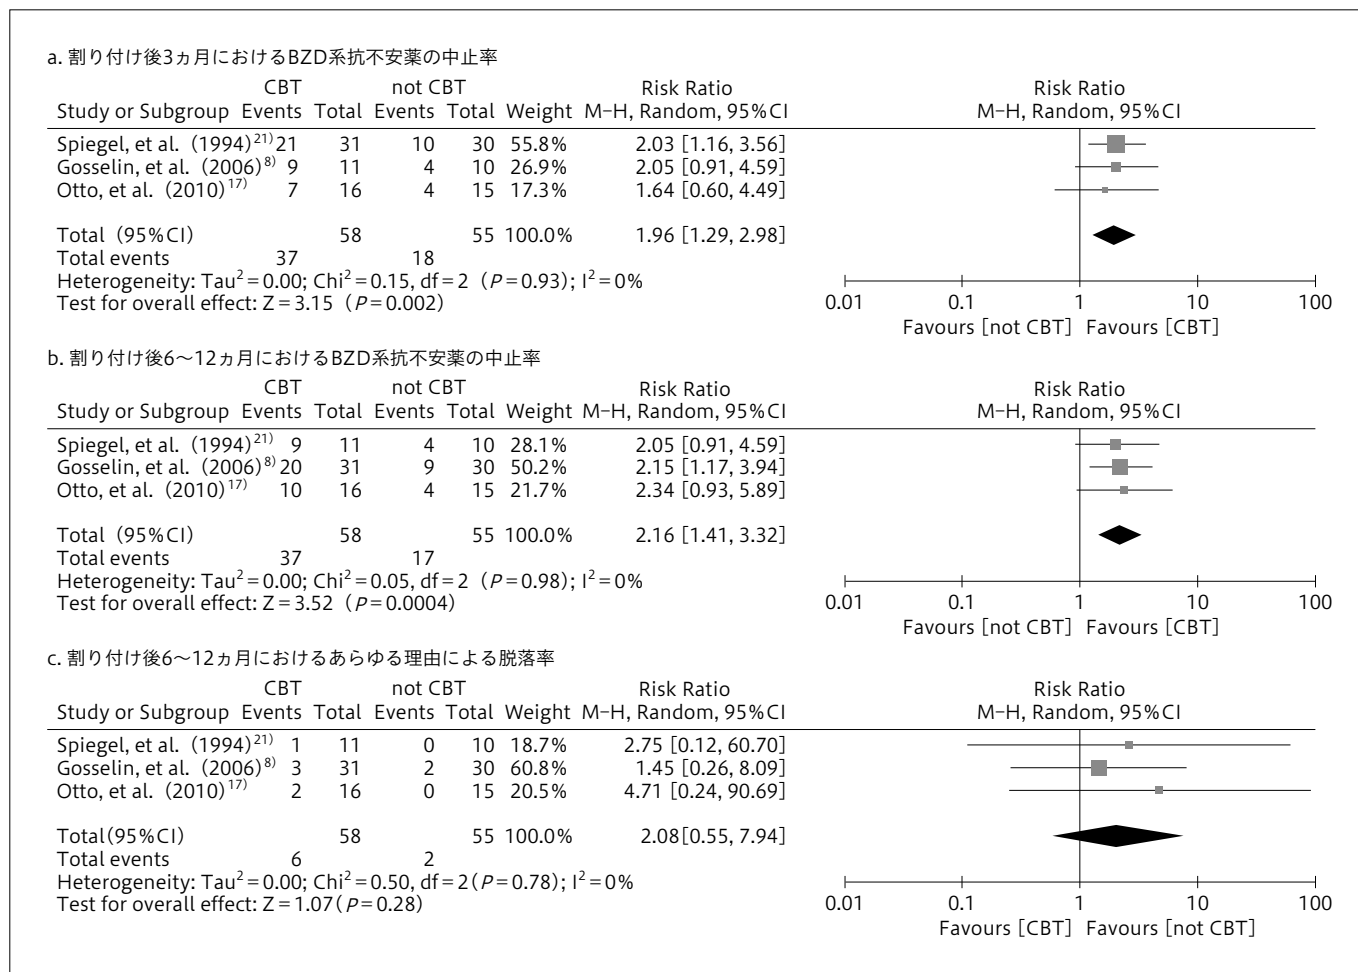 a. 割り付け後3ヵ月におけるBZD系抗不安薬の中止率
CBT not CBT Risk Ratio Risk Ratio
Study or Subgroup Events Total Events Total Weight M-H, Random, 95%CI M-H, Random, 95%CI
Spiegel, et al. (1994)21) 21 31 10 30 55.8% 2.03 [1.16, 3.56]
Gosselin, et al. (2006)8) 9 11 4 10 26.9% 2.05 [0.91, 4.59]
Otto, et al. (2010)17) 7 16 4 15 17.3% 1.64 [0.60, 4.49]
Total (95%CI) 58 55 100.0% 1.96 [1.29, 2.98]
Total events 37 18
Heterogeneity: Tau2=0.00; Chi2=0.15, df=2 (P=0.93); I2=0%
Test for overall effect: Z=3.15 (P=0.002)
0.01 0.1 1 10 100
Favours [not CBT] Favours [CBT]
b. 割り付け後6〜12ヵ月におけるBZD系抗不安薬の中止率
CBT not CBT Risk Ratio Risk Ratio
Study or Subgroup Events Total Events Total Weight M-H, Random, 95%CI M-H, Random, 95%CI
Spiegel, et al. (1994)21) 9 11 4 10 28.1% 2.05 [0.91, 4.59]
Gosselin, et al. (2006)8) 20 31 9 30 50.2% 2.15 [1.17, 3.94]
Otto, et al. (2010)17) 10 16 4 15 21.7% 2.34 [0.93, 5.89]
Total (95%CI) 58 55 100.0% 2.16 [1.41, 3.32]
Total events 37 17
Heterogeneity: Tau2=0.00; Chi2=0.05, df=2 (P=0.98); I2=0%
Test for overall effect: Z=3.52 (P=0.0004)
0.01 0.1 1 10 100
Favours [not CBT] Favours [CBT]
c. 割り付け後6〜12ヵ月におけるあらゆる理由による脱落率
CBT not CBT Risk Ratio Risk Ratio
Study or Subgroup Events Total Events Total Weight M-H, Random, 95%CI M-H, Random, 95%CI
Spiegel, et al. (1994)21) 1 11 0 10 18.7% 2.75 [0.12, 60.70]
Gosselin, et al. (2006)8) 3 31 2 30 60.8% 1.45 [0.26, 8.09]
Otto, et al. (2010)17) 2 16 0 15 20.5% 4.71 [0.24, 90.69]
Total(95%CI) 58 55 100.0% 2.08[0.55, 7.94]
Total events 6 2
Heterogeneity: Tau2=0.00; Chi2=0.50, df=2(P=0.78); I2=0%
Test for overall effect: Z=1.07(P=0.28)
0.01 0.1 1 10 100
Favours [CBT] Favours [not CBT]